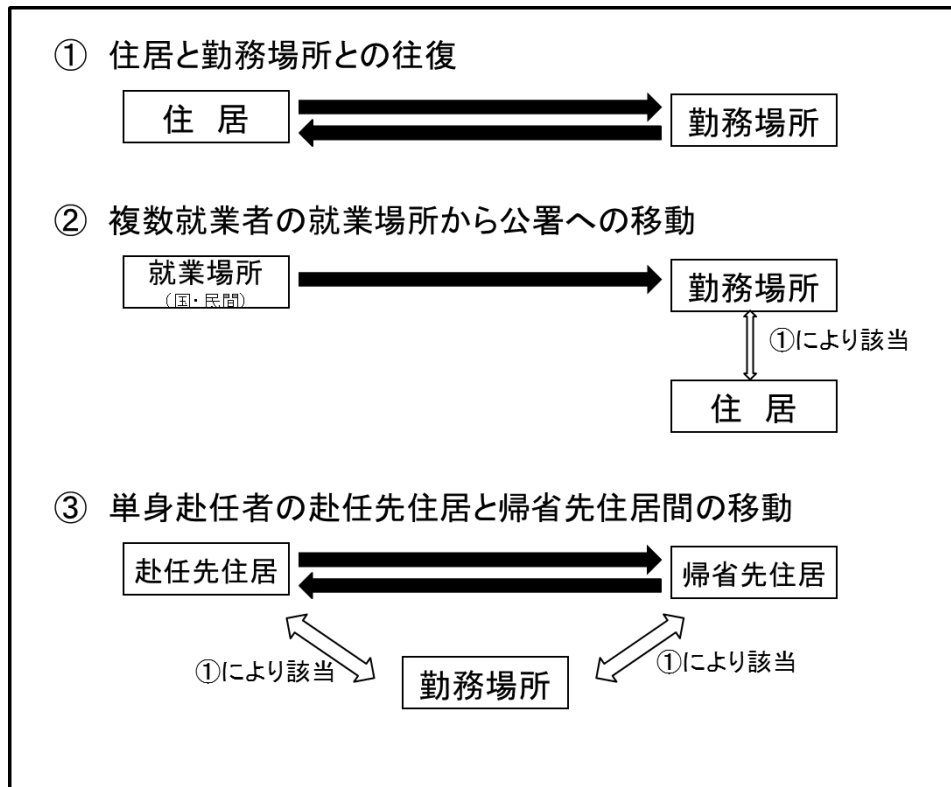 ① 住居と勤務場所との往復
住 居
勤務場所
② 複数就業者の就業場所から公署への移動
就業場所
(国・民間)
勤務場所
①により該当
住 居
③ 単身赴任者の赴任先住居と帰省先住居間の移動
赴任先住居
帰省先住居
①により該当
①により該当
勤務場所